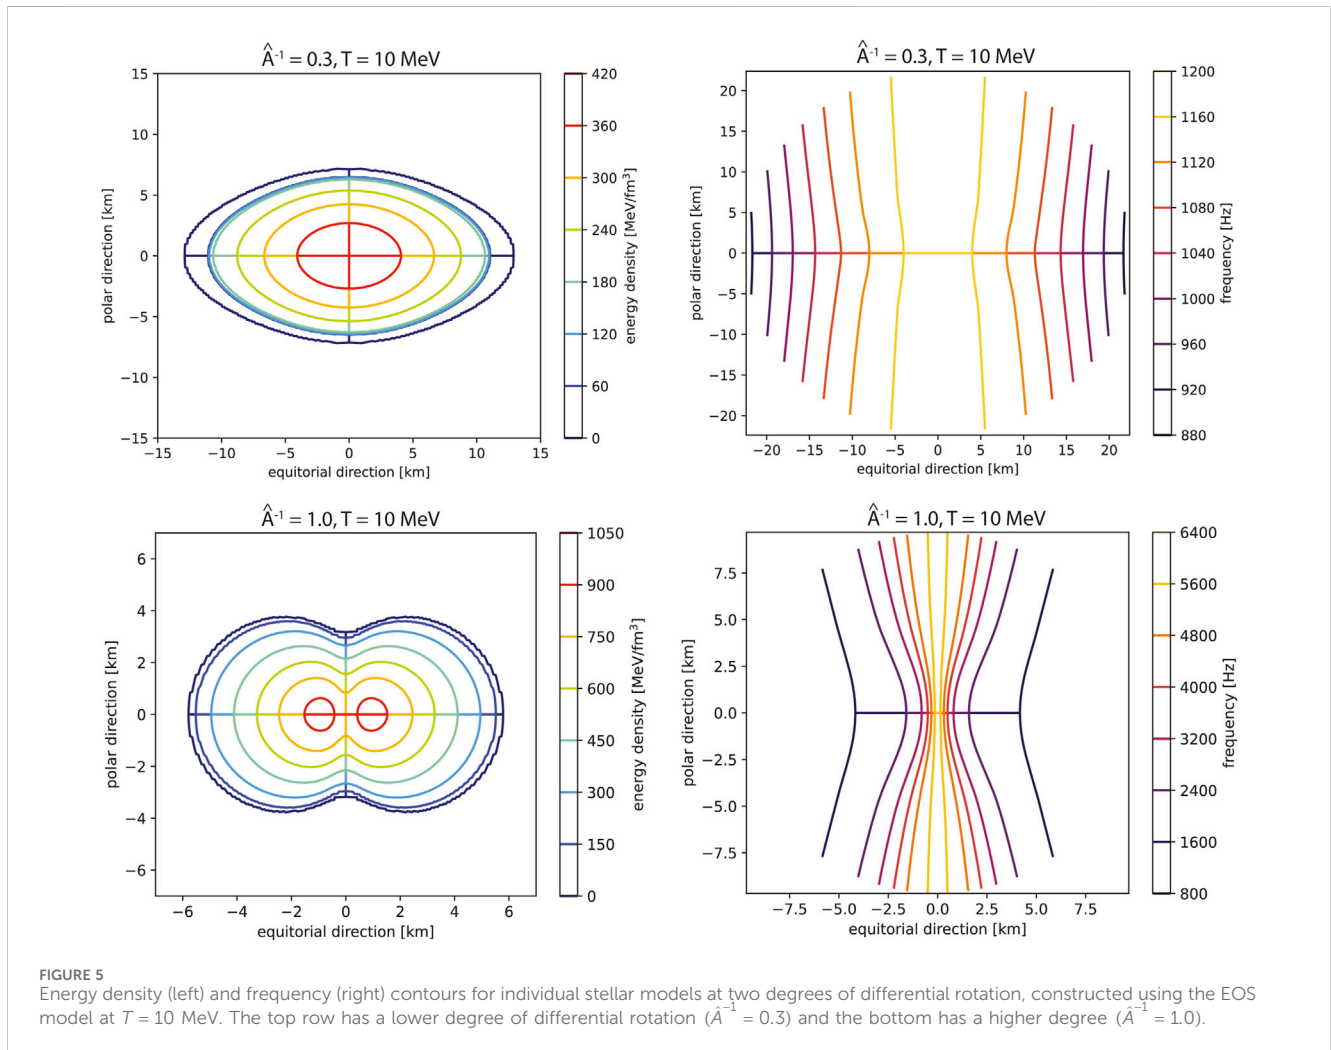 Â-1 = 0.3, T = 10 MeV
15
10
5
0
−5
−10
−15
−15 −10 −5 0 5 10 15
polar direction [km]
equitorial direction [km]
420
360
300
240
180
120
60
0
energy density [MeV/fm³]
Â-1 = 0.3, T = 10 MeV
20
15
10
5
0
−5
−10
−15
−20
−20 −15 −10 −5 0 5 10 15 20
polar direction [km]
equitorial direction [km]
1200
1160
1120
1080
1040
1000
960
920
880
frequency [Hz]
Â-1 = 1.0, T = 10 MeV
6
4
2
0
−2
−4
−6
−6 −4 −2 0 2 4 6
polar direction [km]
equitorial direction [km]
1050
900
750
600
450
300
150
0
energy density [MeV/fm³]
Â-1 = 1.0, T = 10 MeV
7.5
5.0
2.5
0.0
−2.5
−5.0
−7.5
−7.5 −5.0 −2.5 0.0 2.5 5.0 7.5
polar direction [km]
equitorial direction [km]
6400
5600
4800
4000
3200
2400
1600
800
frequency [Hz]
FIGURE 5
Energy density (left) and frequency (right) contours for individual stellar models at two degrees of differential rotation, constructed using the EOS
model at T = 10 MeV. The top row has a lower degree of differential rotation (Â⁻¹ = 0.3) and the bottom has a higher degree (Â⁻¹ = 1.0).